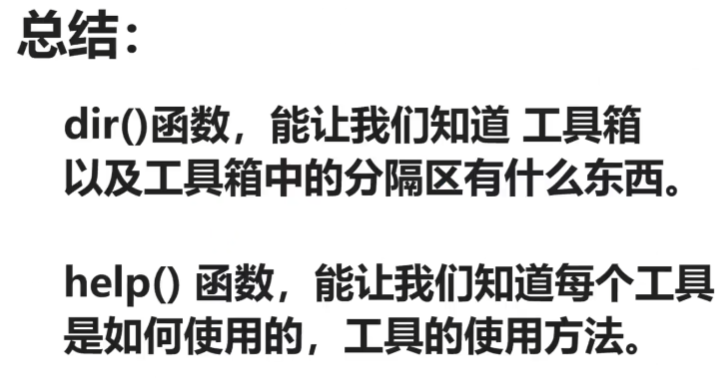 总结：
dir()函数，能让我们知道 工具箱
以及工具箱中的分隔区有什么东西。
help() 函数，能让我们知道每个工具
是如何使用的，工具的使用方法。